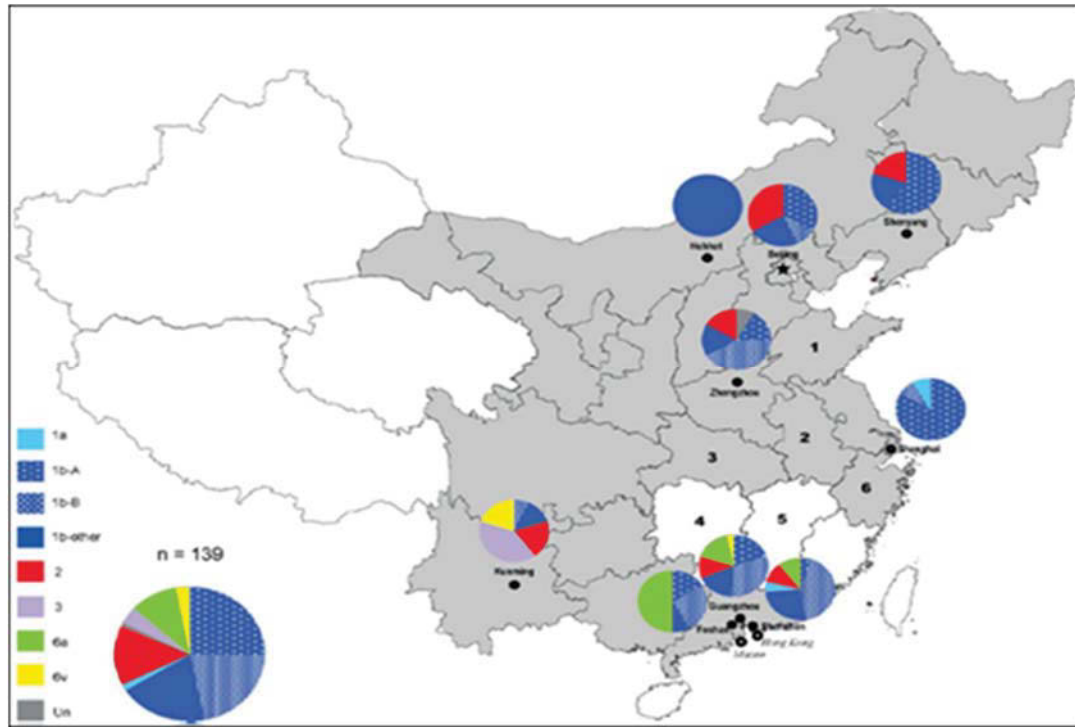 Shenyang
Hohhot
Beijing
1
Zhengzhou
Shanghai
2
3
6
4
5
Kunming
Guangzhou
Foshan
Hong Kong
Macau
1a
1b-A
1b-B
1b-other
2
3
6a
6v
Un
n = 139